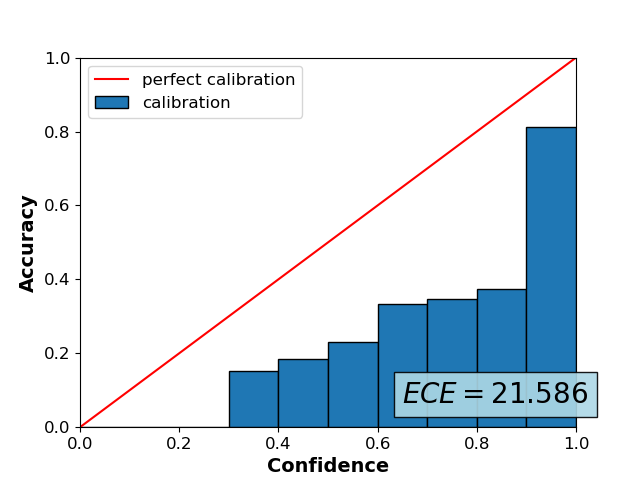 perfect calibration
calibration
1.0
0.8
0.6
0.4
0.2
0.0
Accuracy
ECE = 21.586
0.0 0.2 0.4 0.6 0.8 1.0
Confidence